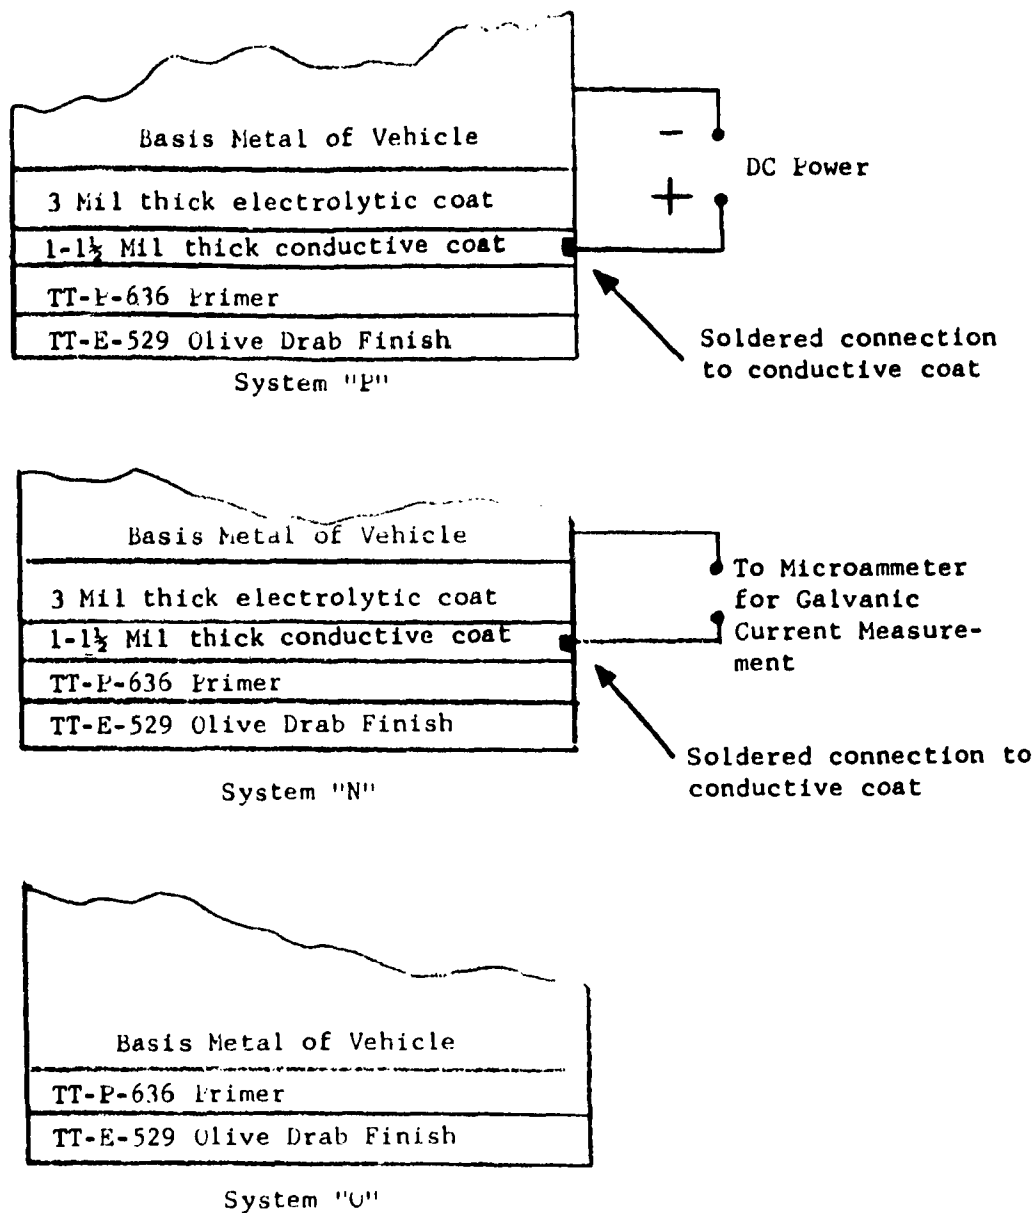 Basis Metal of Vehicle
3 Mil thick electrolytic coat
1-1½ Mil thick conductive coat
TT-P-636 Primer
TT-E-529 Olive Drab Finish
System "P"
-
+
DC Power
Soldered connection
to conductive coat
Basis Metal of Vehicle
3 Mil thick electrolytic coat
1-1½ Mil thick conductive coat
TT-P-636 Primer
TT-E-529 Olive Drab Finish
System "N"
To Microammeter
for Galvanic
Current Measure-
ment
Soldered connection to
conductive coat
Basis Metal of Vehicle
TT-P-636 Primer
TT-E-529 Olive Drab Finish
System